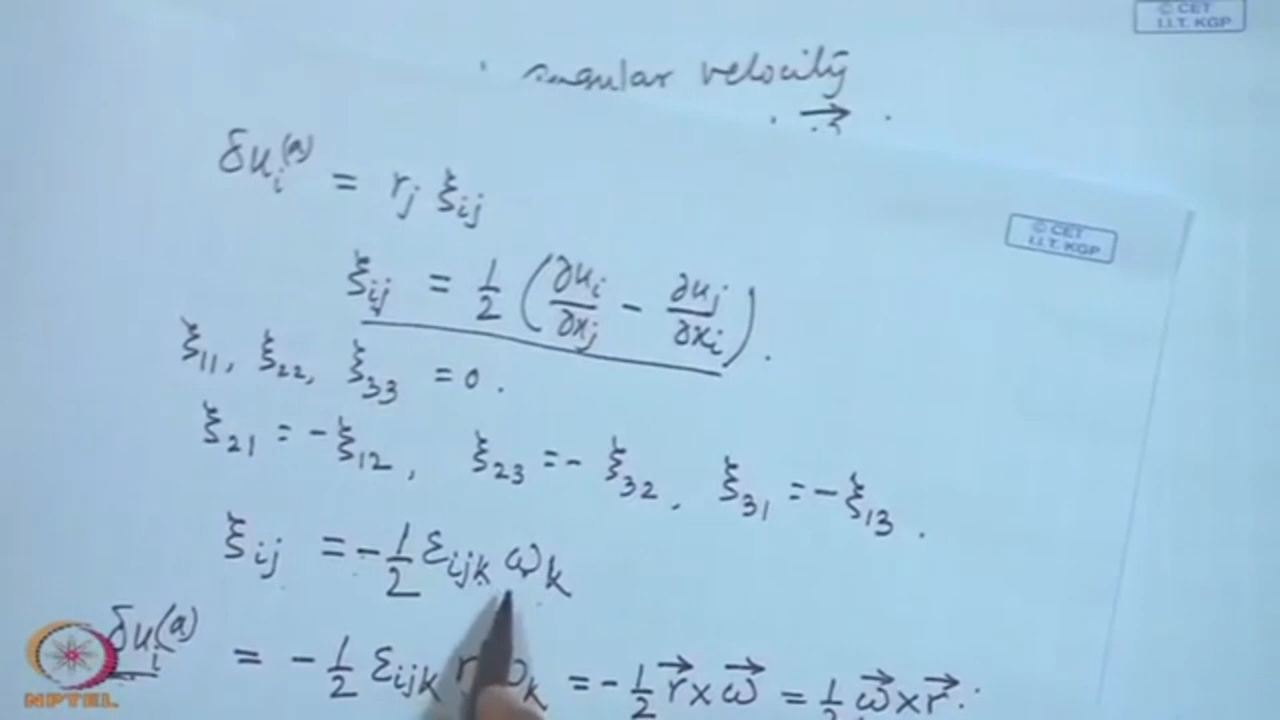 © CET
I.I.T. KGP
angular velocity
δu_i^(a) = r_j ξ_ij
© CET
I.I.T. KGP
ξ_ij = 1/2 (∂u_i/∂x_j − ∂u_j/∂x_i).
ξ_11, ξ_22, ξ_33 = 0.
ξ_21 = −ξ_12, ξ_23 = −ξ_32, ξ_31 = −ξ_13.
ξ_ij = −1/2 ε_ijk ω_k
δu_i^(a) = −1/2 ε_ijk r ω_k = −1/2 r⃗ × ω⃗ = 1/2 ω⃗ × r⃗.
NPTEL